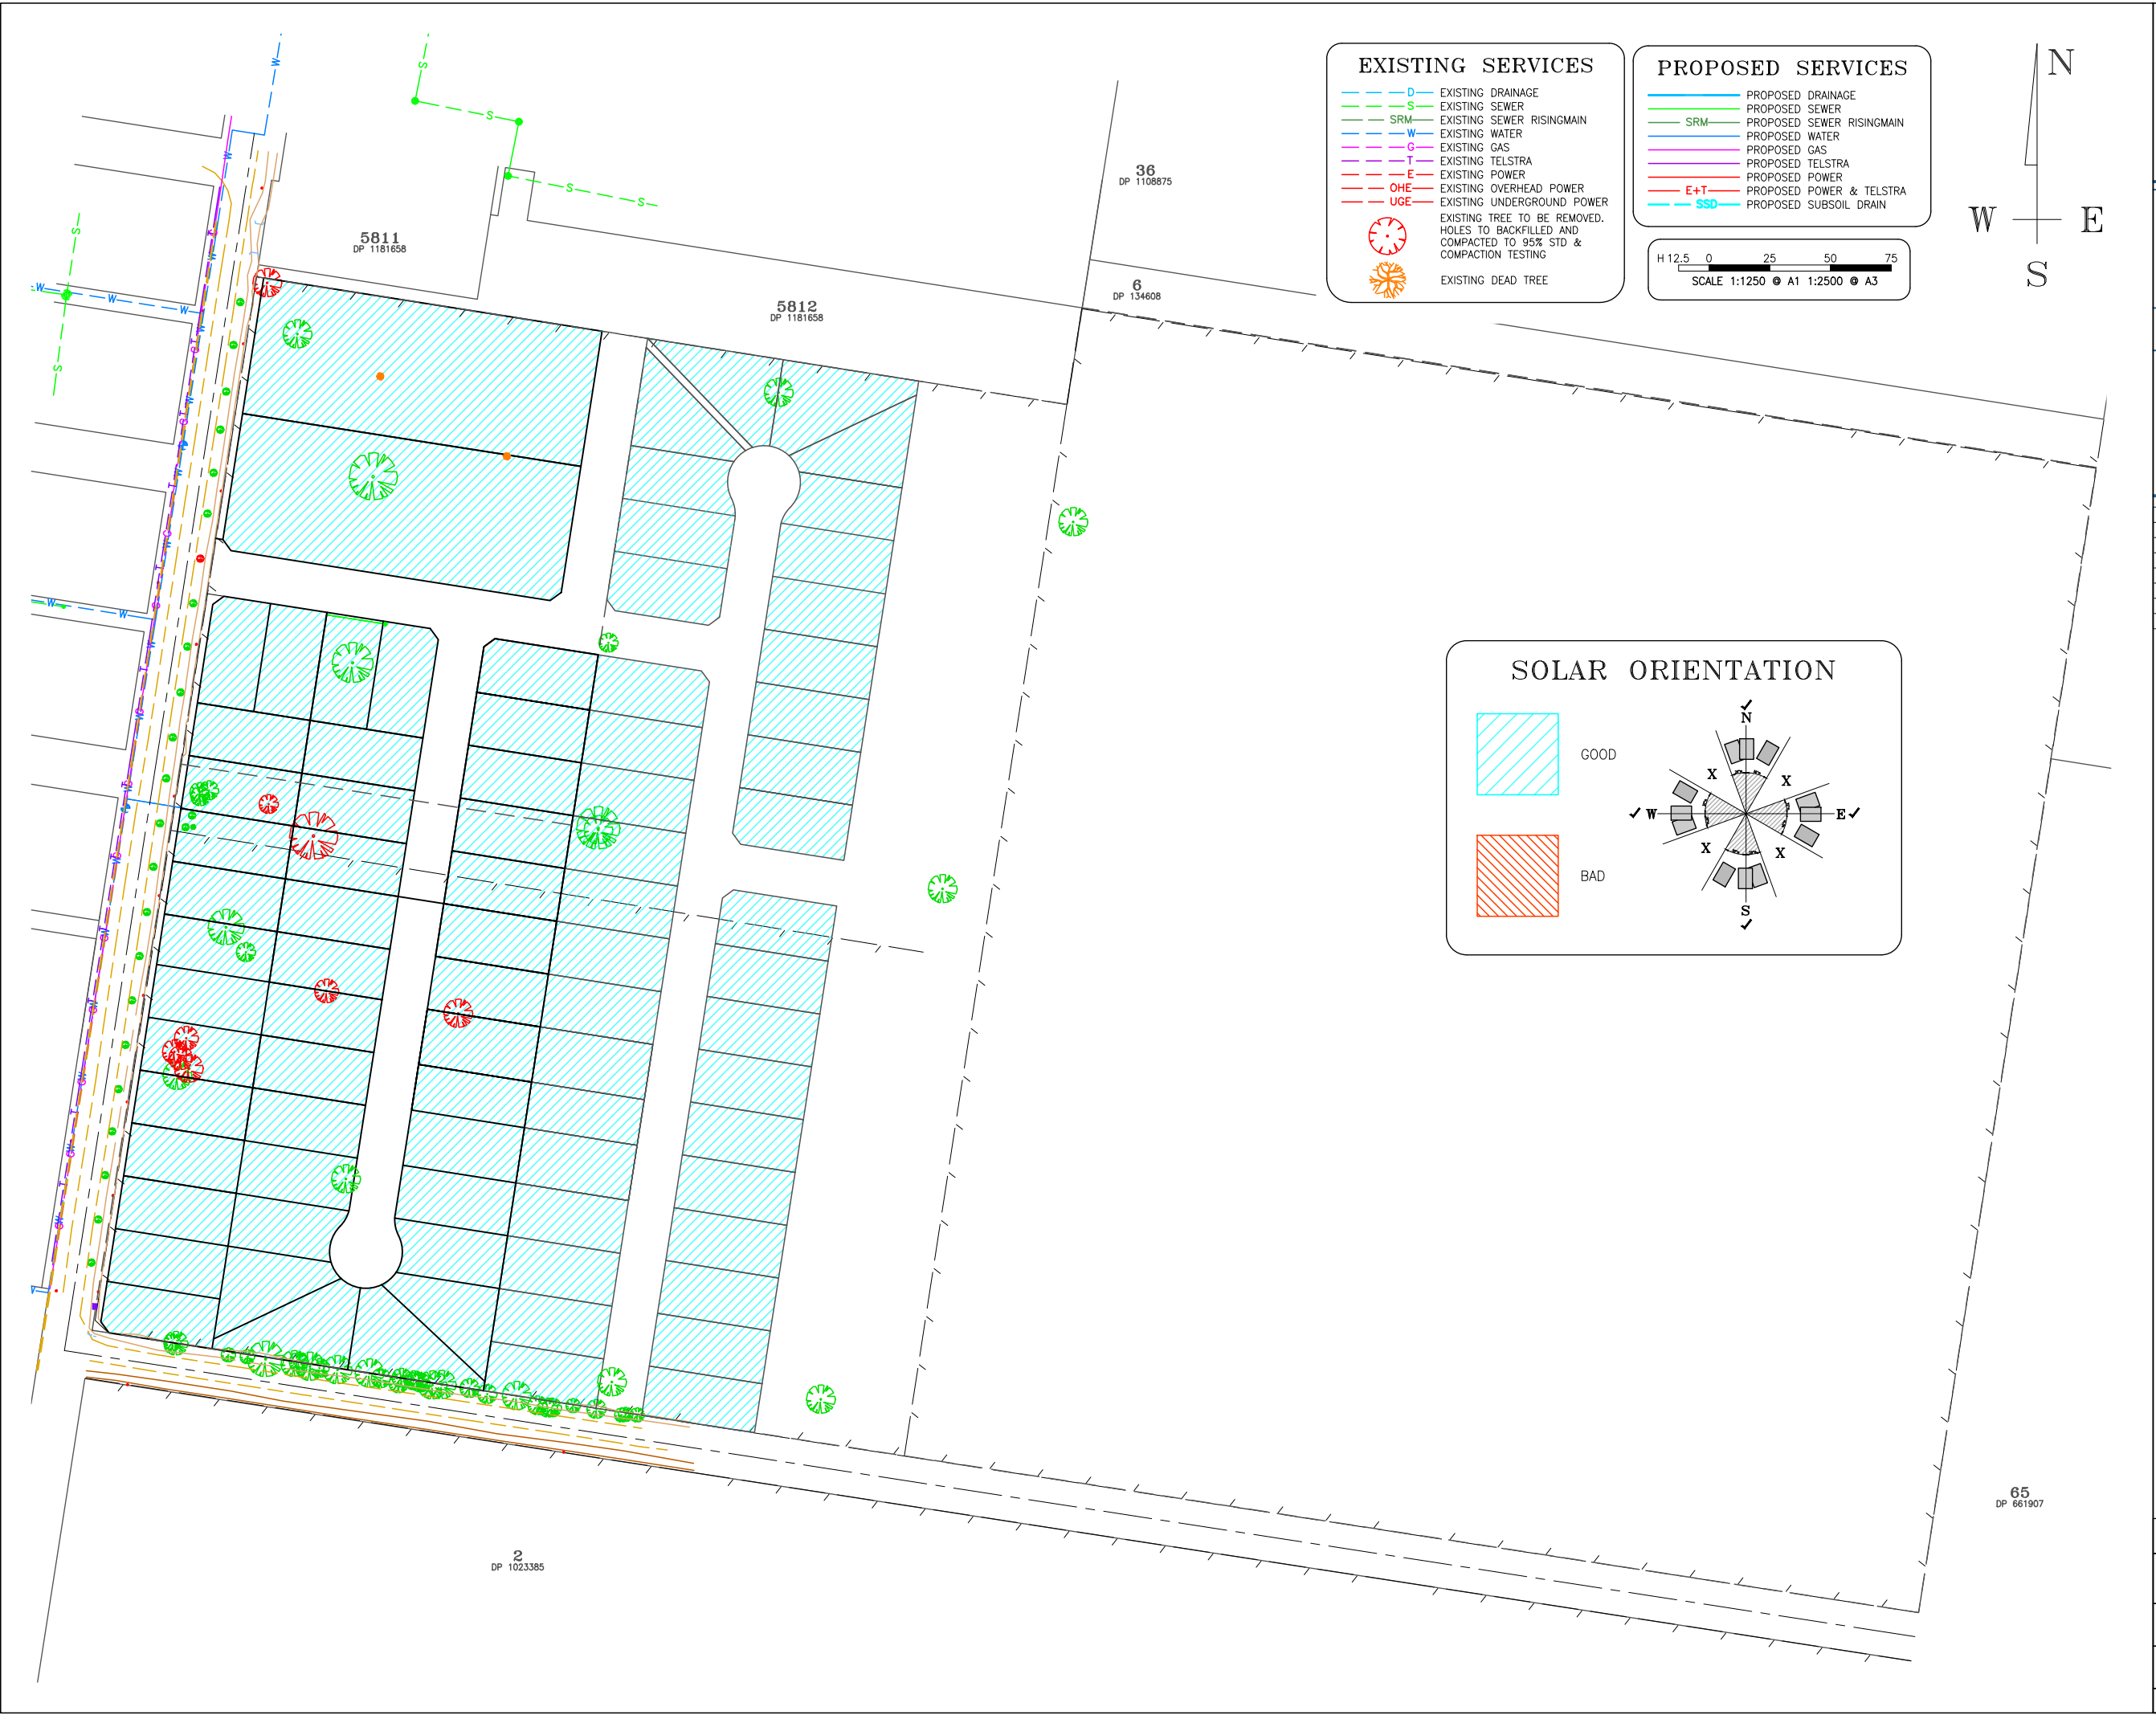 EXISTING SERVICES
D EXISTING DRAINAGE
S EXISTING SEWER
SRM EXISTING SEWER RISINGMAIN
W EXISTING WATER
G EXISTING GAS
T EXISTING TELSTRA
E EXISTING POWER
OHE EXISTING OVERHEAD POWER
UGE EXISTING UNDERGROUND POWER
EXISTING TREE TO BE REMOVED.
HOLES TO BACKFILLED AND
COMPACTED TO 95% STD &
COMPACTION TESTING
EXISTING DEAD TREE
PROPOSED SERVICES
PROPOSED DRAINAGE
PROPOSED SEWER
SRM PROPOSED SEWER RISINGMAIN
PROPOSED WATER
PROPOSED GAS
PROPOSED TELSTRA
PROPOSED POWER
E+T PROPOSED POWER & TELSTRA
SSD PROPOSED SUBSOIL DRAIN
H 12.5 0 25 50 75
SCALE 1:1250 @ A1 1:2500 @ A3
N
W E
S
36
DP 1108875
5811
DP 1181658
5812
DP 1181658
6
DP 134608
SOLAR ORIENTATION
GOOD
BAD
N
X X
W E
X X
S
65
DP 661907
2
DP 1023385